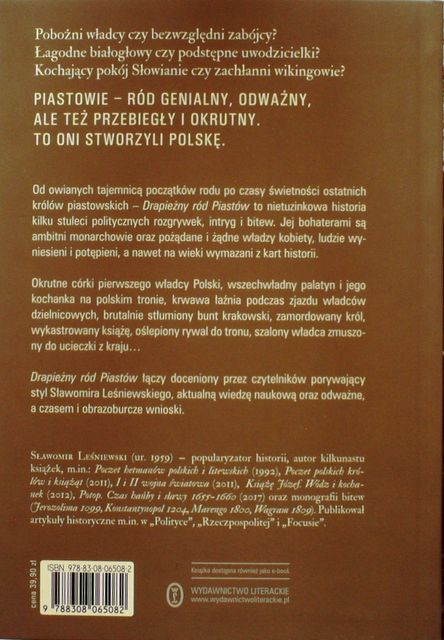 Pobożni władcy czy bezwzględni zabójcy?
Łagodne białogłowy czy podstępne uwodzicielki?
Kochający pokój Słowianie czy zachłanni wikingowie?
PIASTOWIE – RÓD GENIALNY, ODWAŻNY,
ALE TEŻ PRZEBIEGŁY I OKRUTNY.
TO ONI STWORZYLI POLSKĘ.
Od owianych tajemnicą początków rodu po czasy świetności ostatnich
królów piastowskich – Drapieżny ród Piastów to nietuzinkowa historia
kilku stuleci politycznych rozgrywek, intryg i bitew. Jej bohaterami są
ambitni monarchowie oraz pożądane i żądne władzy kobiety, ludzie wy-
niesieni i potępieni, a nawet na wieki wymazani z kart historii.
Okrutne córki pierwszego władcy Polski, wszechwładny palatyn i jego
kochanka na polskim tronie, krwawa łaźnia podczas zjazdu władców
dzielnicowych, brutalnie stłumiony bunt krakowski, zamordowany król,
wykastrowany książę, oślepiony rywal do tronu, szalony władca zmuszo-
ny do ucieczki z kraju...
Drapieżny ród Piastów łączy doceniony przez czytelników porywający
styl Sławomira Leśniewskiego, aktualną wiedzę naukową oraz odważne,
a czasem i obrazoburcze wnioski.
Sławomir Leśniewski (ur. 1959) – popularyzator historii, autor kilkunastu
książek, m.in.: Poczet hetmanów polskich i litewskich (1992), Poczet polskich kró-
lów i książąt (2011), I i II wojna światowa (2011), Książę Józef. Wódz i kocha-
nek (2012), Potop. Czas hańby i sławy 1655–1660 (2017) oraz monografii bitew
(Jerozolima 1099, Konstantynopol 1204, Marengo 1800, Wagram 1809). Publikował
artykuły historyczne m.in. w „Polityce”, „Rzeczpospolitej” i „Focusie”.
cena 39,90 zł
ISBN 978-83-08-06508-2
9 788308 065082
Książka dostępna również jako e-book
WYDAWNICTWO LITERACKIE
www.wydawnictwoliterackie.pl